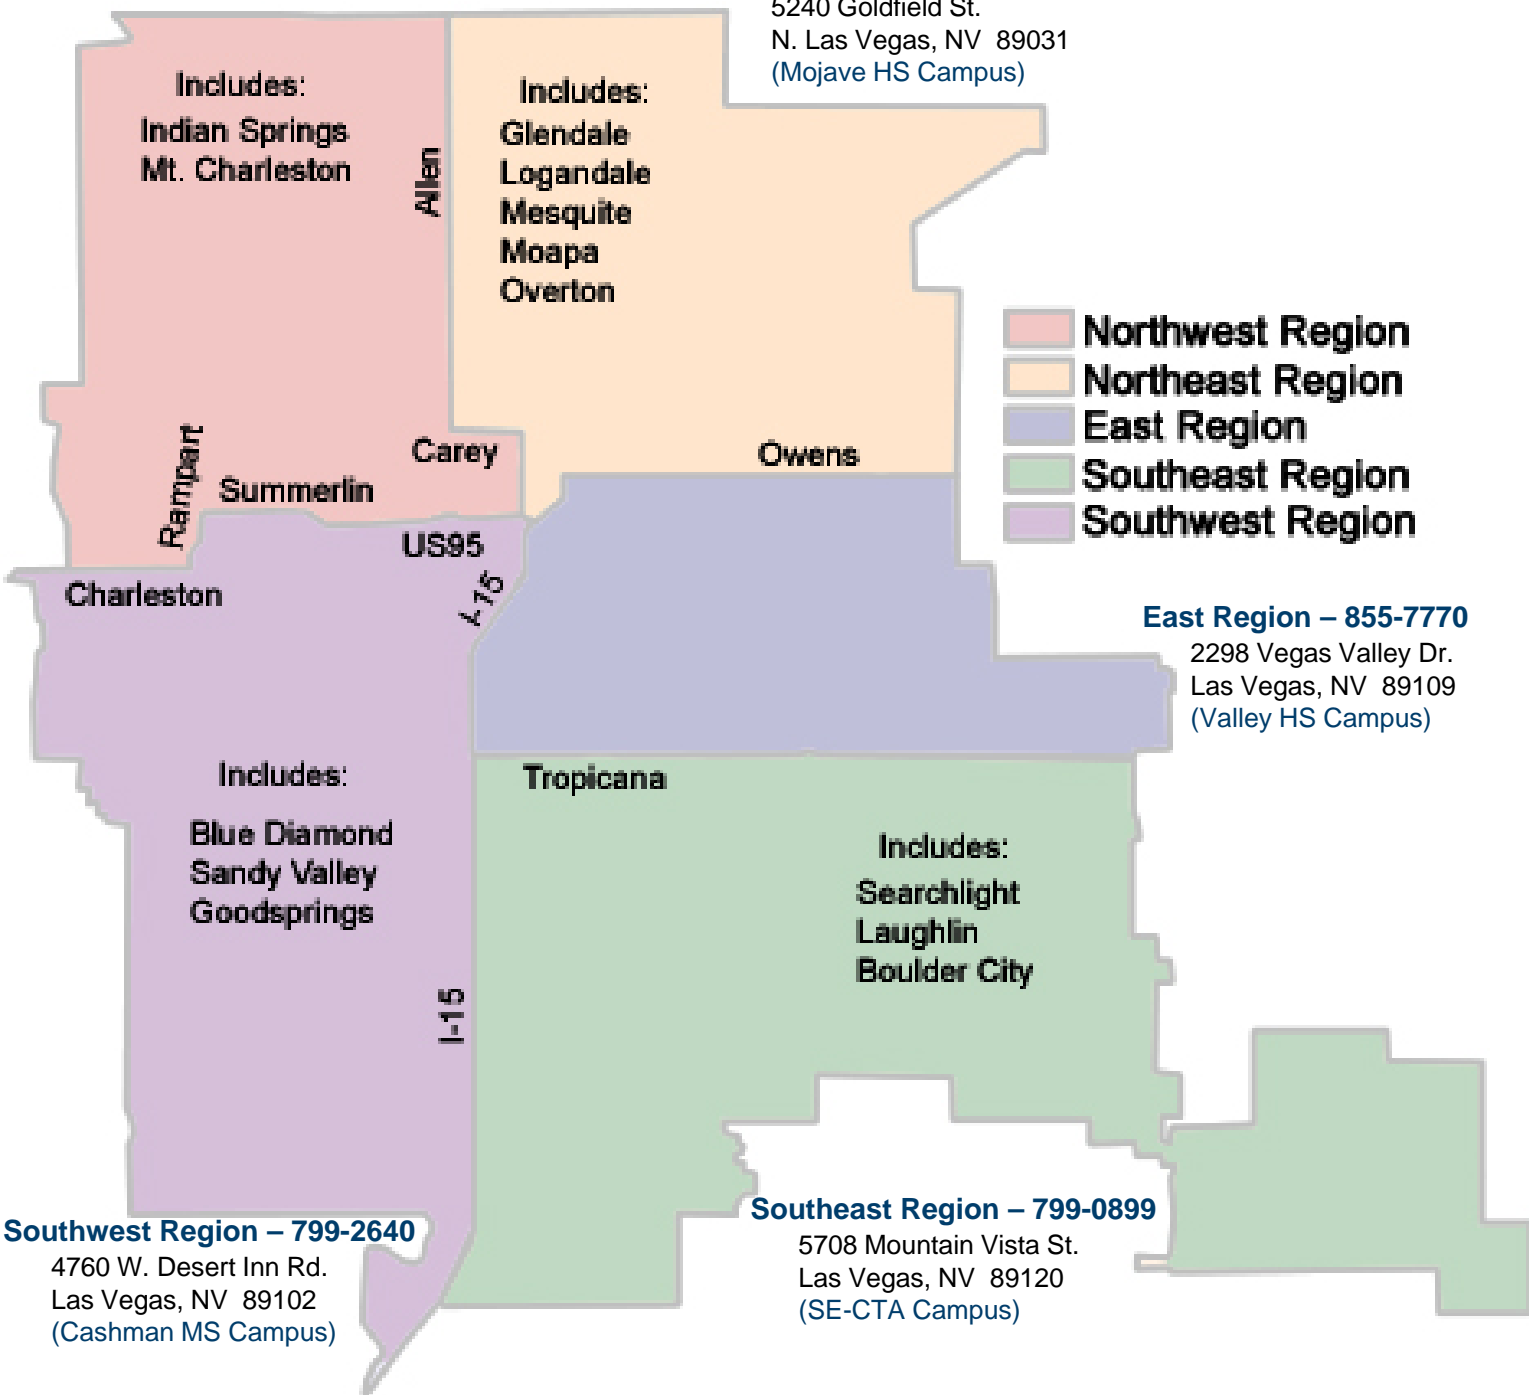 5240 Goldfield St.
N. Las Vegas, NV 89031
(Mojave HS Campus)
Includes:
Indian Springs
Mt. Charleston
Allen
Includes:
Glendale
Logandale
Mesquite
Moapa
Overton
Northwest Region
Northeast Region
East Region
Southeast Region
Southwest Region
Carey
Owens
Rampart
Summerlin
US95
I-15
Charleston
East Region – 855-7770
2298 Vegas Valley Dr.
Las Vegas, NV 89109
(Valley HS Campus)
Includes:
Blue Diamond
Sandy Valley
Goodsprings
Tropicana
Includes:
Searchlight
Laughlin
Boulder City
I-15
Southwest Region – 799-2640
4760 W. Desert Inn Rd.
Las Vegas, NV 89102
(Cashman MS Campus)
Southeast Region – 799-0899
5708 Mountain Vista St.
Las Vegas, NV 89120
(SE-CTA Campus)